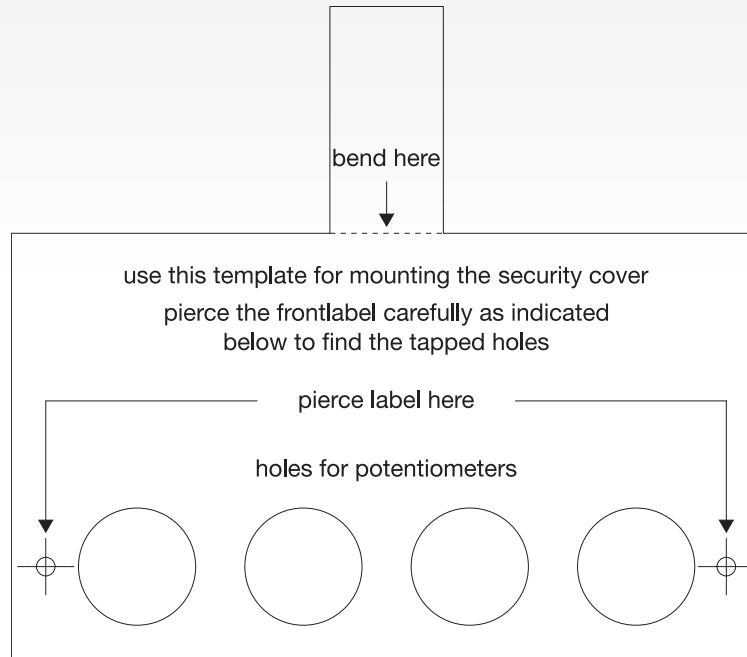 bend here
use this template for mounting the security cover
pierce the frontlabel carefully as indicated
below to find the tapped holes
pierce label here
holes for potentiometers